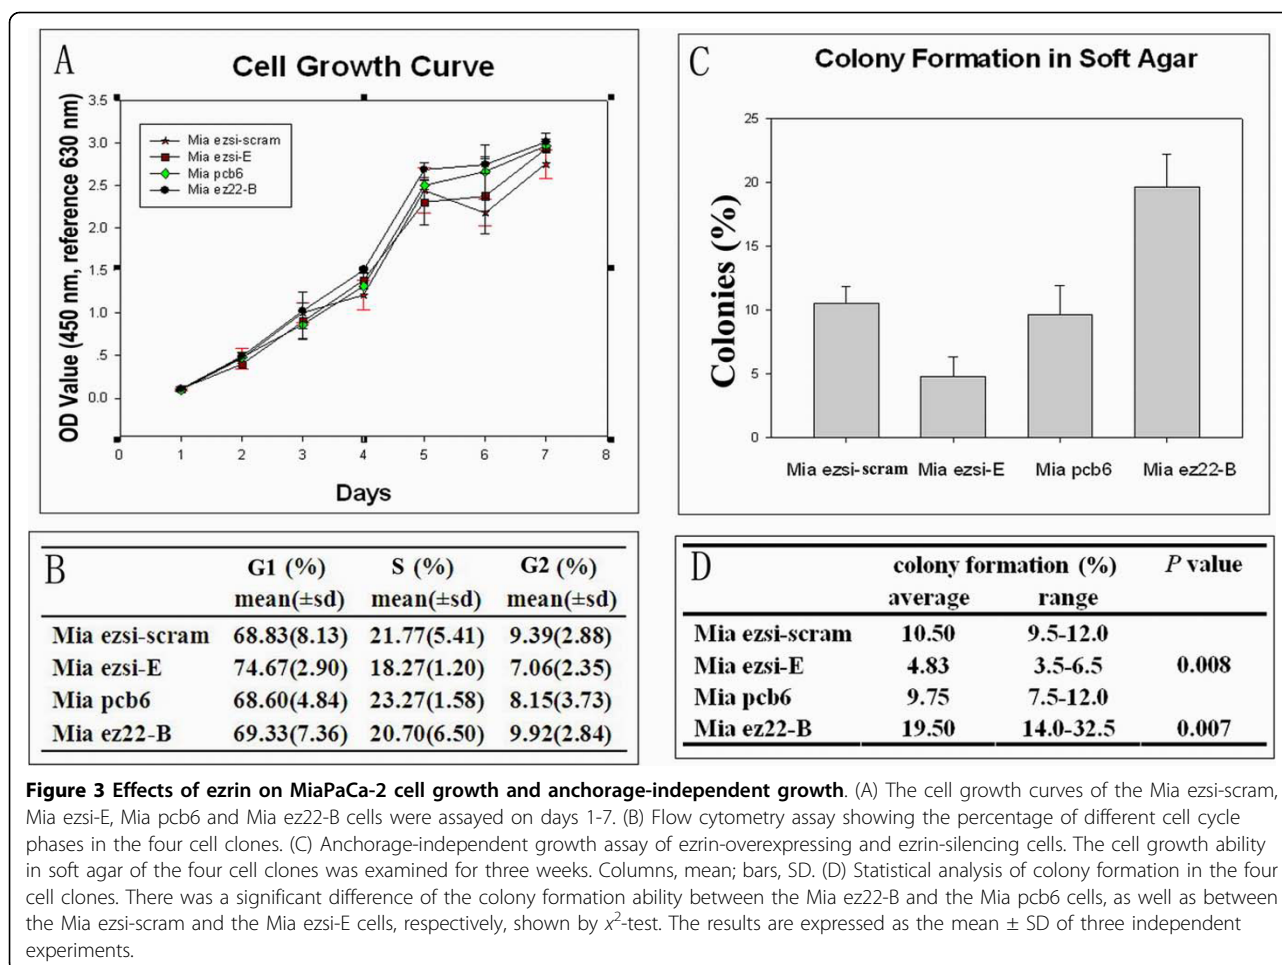 A
Cell Growth Curve
OD Value (450 nm, reference 630 nm)
3.5
3.0
2.5
2.0
1.5
1.0
.5
0.0
Mia ezsi-scram
Mia ezsi-E
Mia pcb6
Mia ez22-B
0 1 2 3 4 5 6 7 8
Days
C
Colony Formation in Soft Agar
Colonies (%)
25
20
15
10
5
0
Mia ezsi-scram Mia ezsi-E Mia pcb6 Mia ez22-B
B
G1 (%) S (%) G2 (%)
mean(±sd) mean(±sd) mean(±sd)
Mia ezsi-scram 68.83(8.13) 21.77(5.41) 9.39(2.88)
Mia ezsi-E 74.67(2.90) 18.27(1.20) 7.06(2.35)
Mia pcb6 68.60(4.84) 23.27(1.58) 8.15(3.73)
Mia ez22-B 69.33(7.36) 20.70(6.50) 9.92(2.84)
D
colony formation (%) P value
average range
Mia ezsi-scram 10.50 9.5-12.0
Mia ezsi-E 4.83 3.5-6.5 0.008
Mia pcb6 9.75 7.5-12.0
Mia ez22-B 19.50 14.0-32.5 0.007
Figure 3 Effects of ezrin on MiaPaCa-2 cell growth and anchorage-independent growth. (A) The cell growth curves of the Mia ezsi-scram,
Mia ezsi-E, Mia pcb6 and Mia ez22-B cells were assayed on days 1-7. (B) Flow cytometry assay showing the percentage of different cell cycle
phases in the four cell clones. (C) Anchorage-independent growth assay of ezrin-overexpressing and ezrin-silencing cells. The cell growth ability
in soft agar of the four cell clones was examined for three weeks. Columns, mean; bars, SD. (D) Statistical analysis of colony formation in the four
cell clones. There was a significant difference of the colony formation ability between the Mia ez22-B and the Mia pcb6 cells, as well as between
the Mia ezsi-scram and the Mia ezsi-E cells, respectively, shown by x²-test. The results are expressed as the mean ± SD of three independent
experiments.